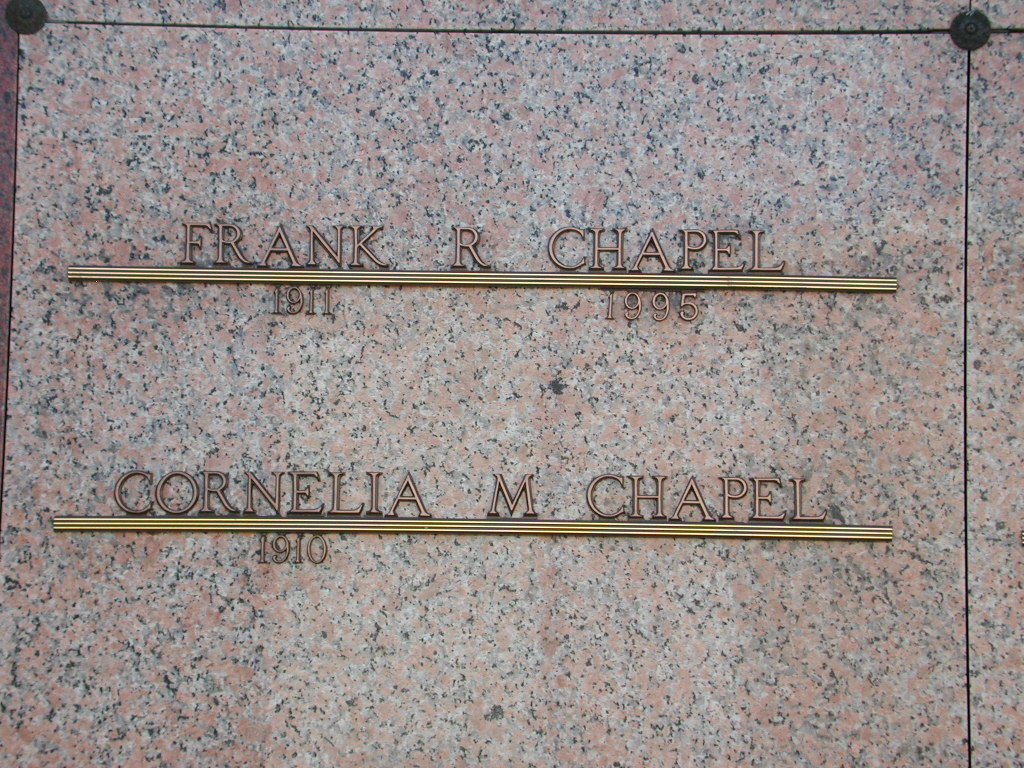 FRANK R CHAPEL
1911 1995
CORNELIA M CHAPEL
1910